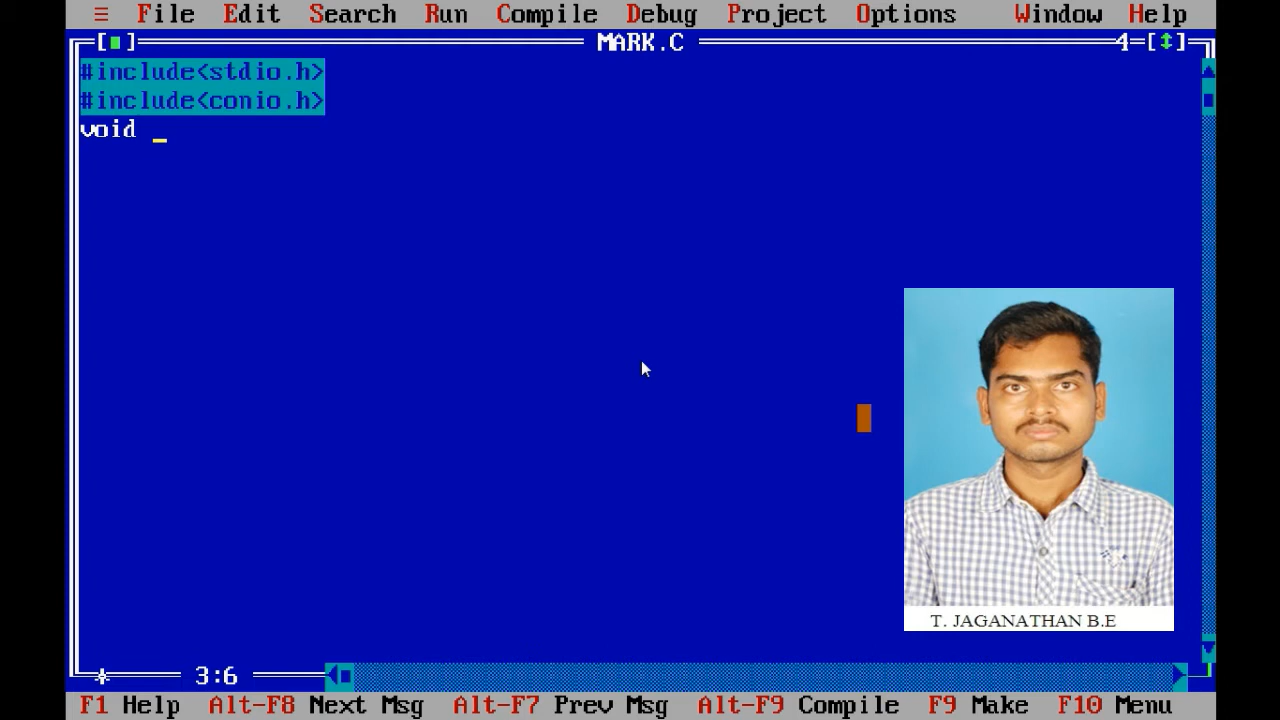 ≡ File Edit Search Run Compile Debug Project Options Window Help
[■] MARK.C 4=[↕]
#include<stdio.h>
#include<conio.h>
void _
T. JAGANATHAN B.E
* 3:6
F1 Help Alt-F8 Next Msg Alt-F7 Prev Msg Alt-F9 Compile F9 Make F10 Menu